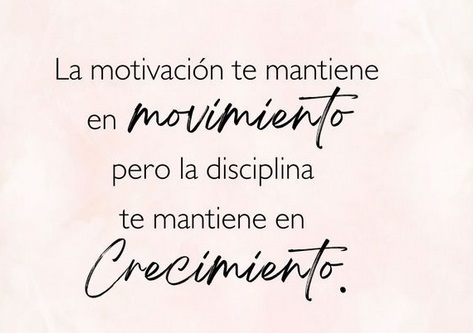 La motivación te mantiene
en movimiento
pero la disciplina
te mantiene en
Crecimiento.